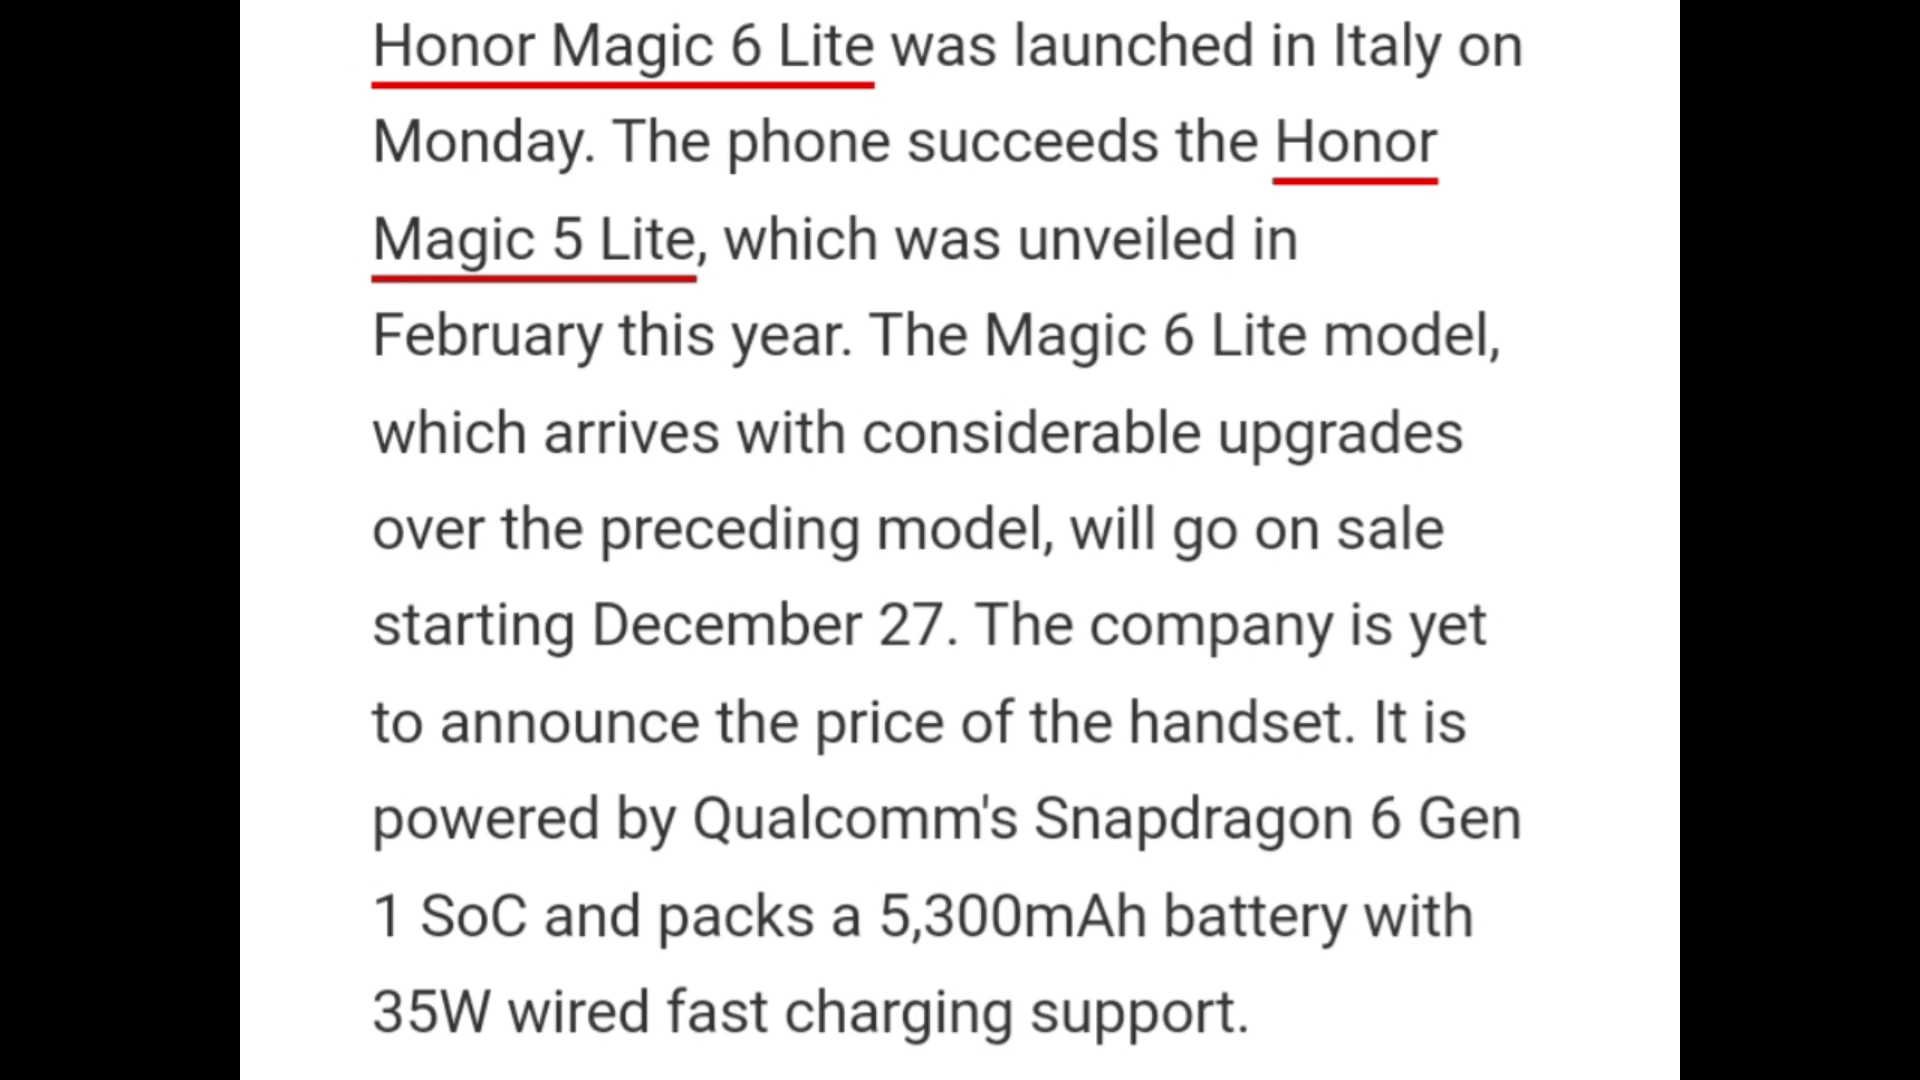 Honor Magic 6 Lite was launched in Italy on
Monday. The phone succeeds the Honor
Magic 5 Lite, which was unveiled in
February this year. The Magic 6 Lite model,
which arrives with considerable upgrades
over the preceding model, will go on sale
starting December 27. The company is yet
to announce the price of the handset. It is
powered by Qualcomm's Snapdragon 6 Gen
1 SoC and packs a 5,300mAh battery with
35W wired fast charging support.